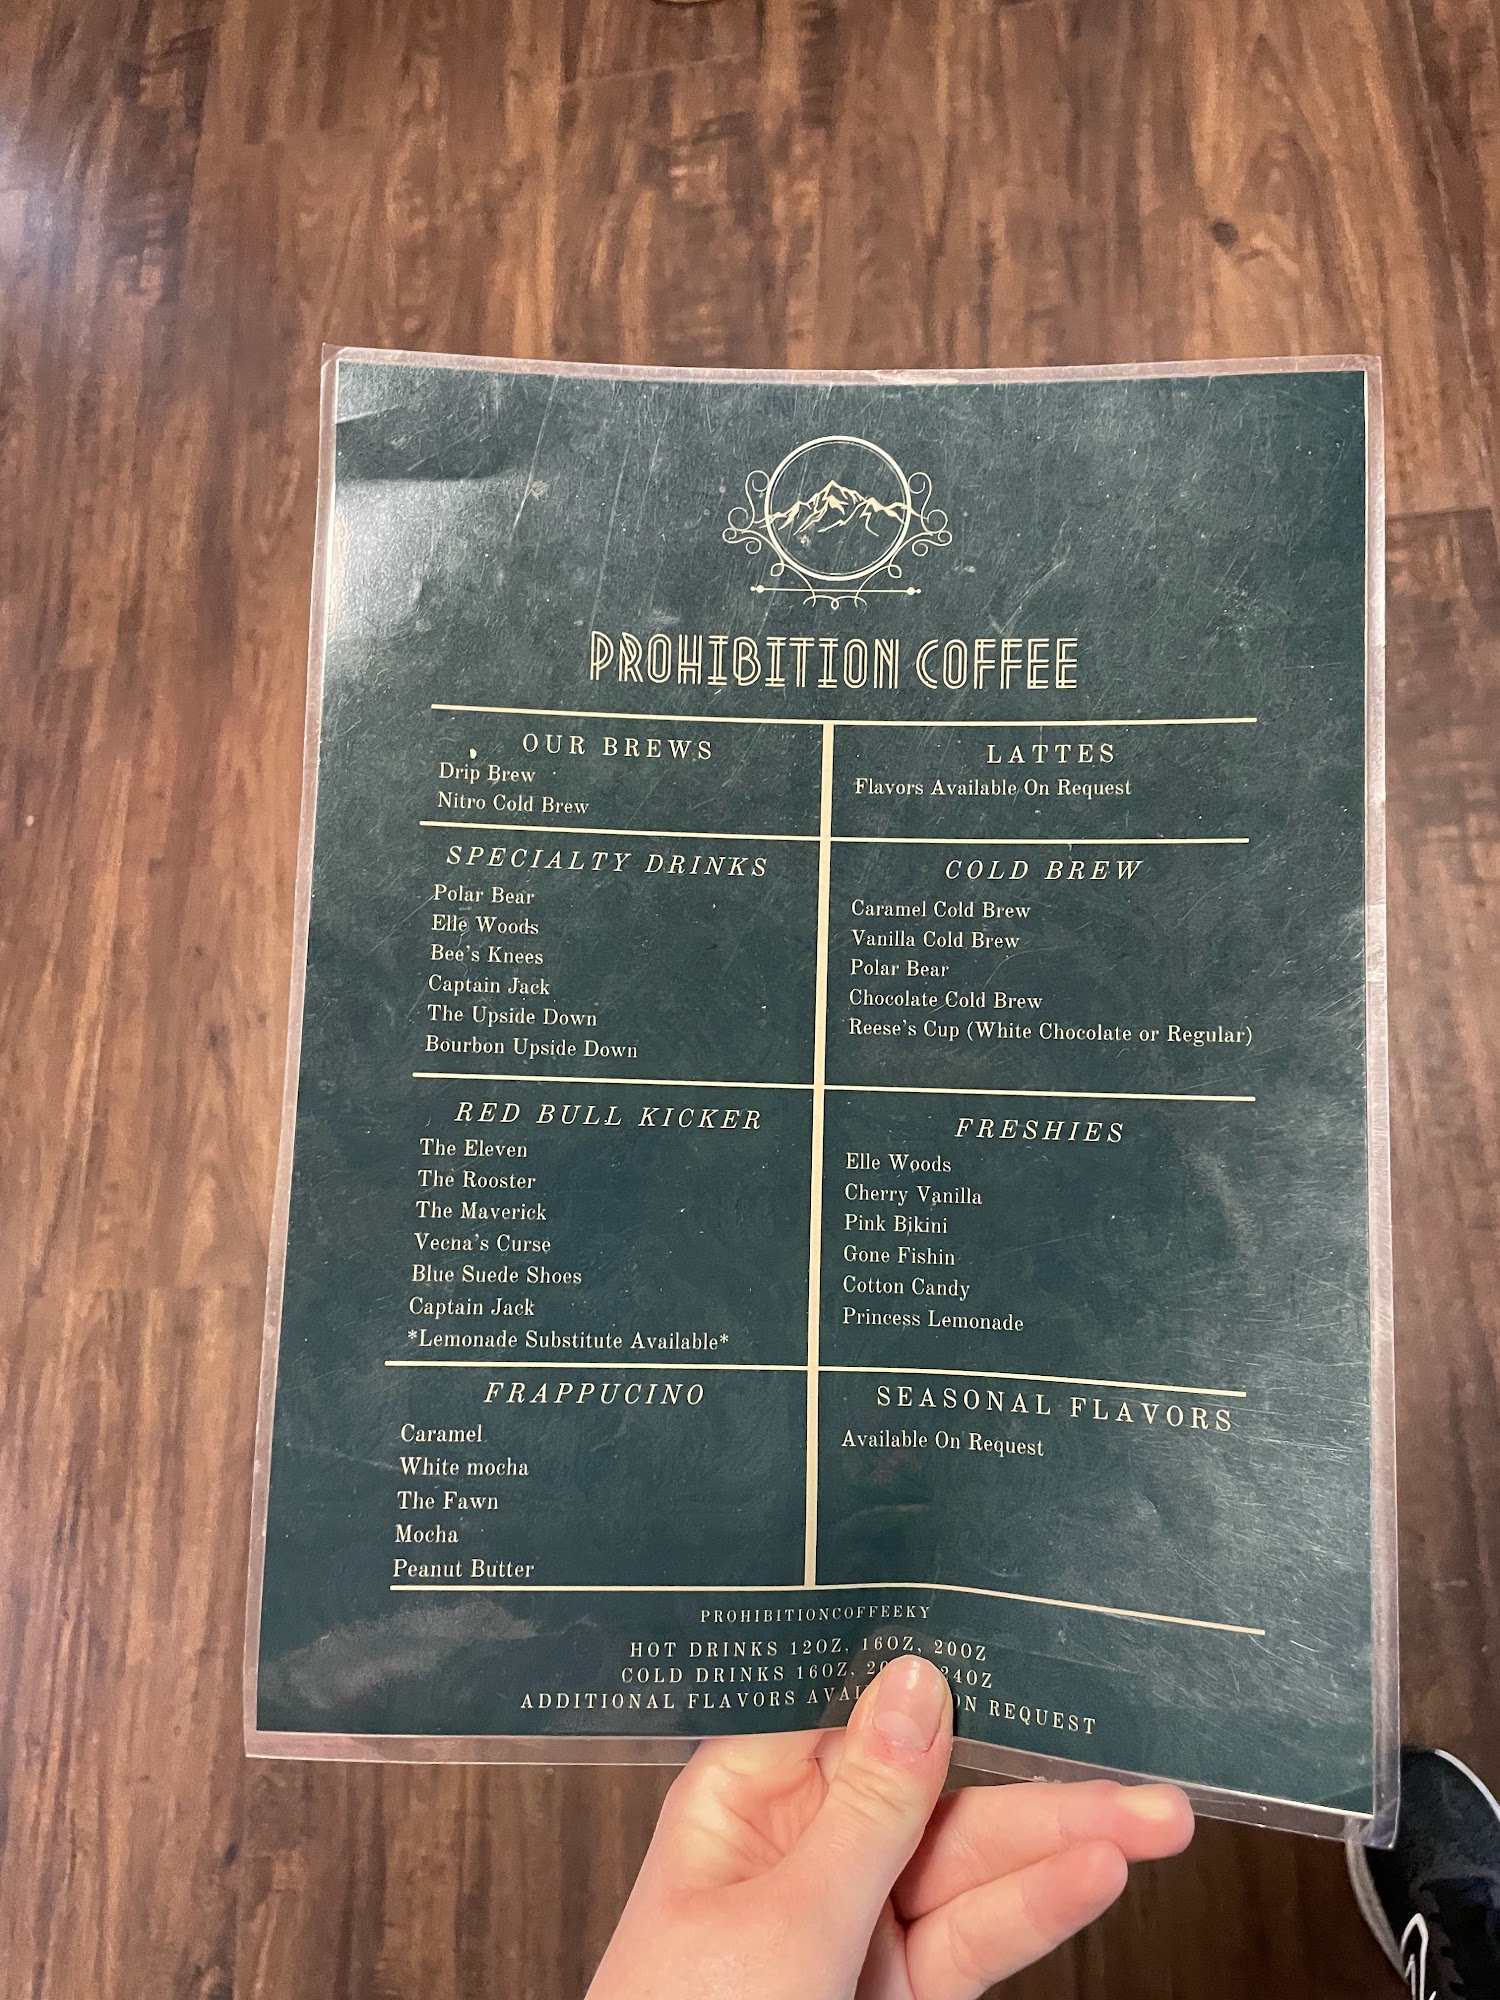 PROHIBITION COFFEE
OUR BREWS
Drip Brew
Nitro Cold Brew
LATTES
Flavors Available On Request
SPECIALTY DRINKS
Polar Bear
Elle Woods
Bee's Knees
Captain Jack
The Upside Down
Bourbon Upside Down
COLD BREW
Caramel Cold Brew
Vanilla Cold Brew
Polar Bear
Chocolate Cold Brew
Reese's Cup (White Chocolate or Regular)
RED BULL KICKER
The Eleven
The Rooster
The Maverick
Vecna's Curse
Blue Suede Shoes
Captain Jack
*Lemonade Substitute Available*
FRESHIES
Elle Woods
Cherry Vanilla
Pink Bikini
Gone Fishin
Cotton Candy
Princess Lemonade
FRAPPUCINO
Caramel
White mocha
The Fawn
Mocha
Peanut Butter
SEASONAL FLAVORS
Available On Request
PROHIBITIONCOFFEEKY
HOT DRINKS 12OZ, 16OZ, 20OZ
COLD DRINKS 16OZ, 24OZ
ADDITIONAL FLAVORS REQUEST